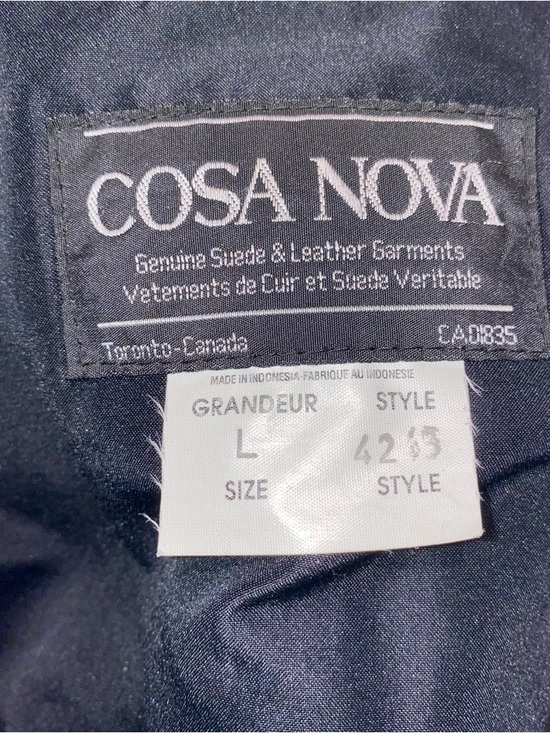 COSA NOVA
Genuine Suede & Leather Garments
Vetements de Cuir et Suede Veritable
Toronto-Canada CA01835
MADE IN INDONESIA-FABRIQUE AU INDONESIE
GRANDEUR STYLE
L
SIZE STYLE